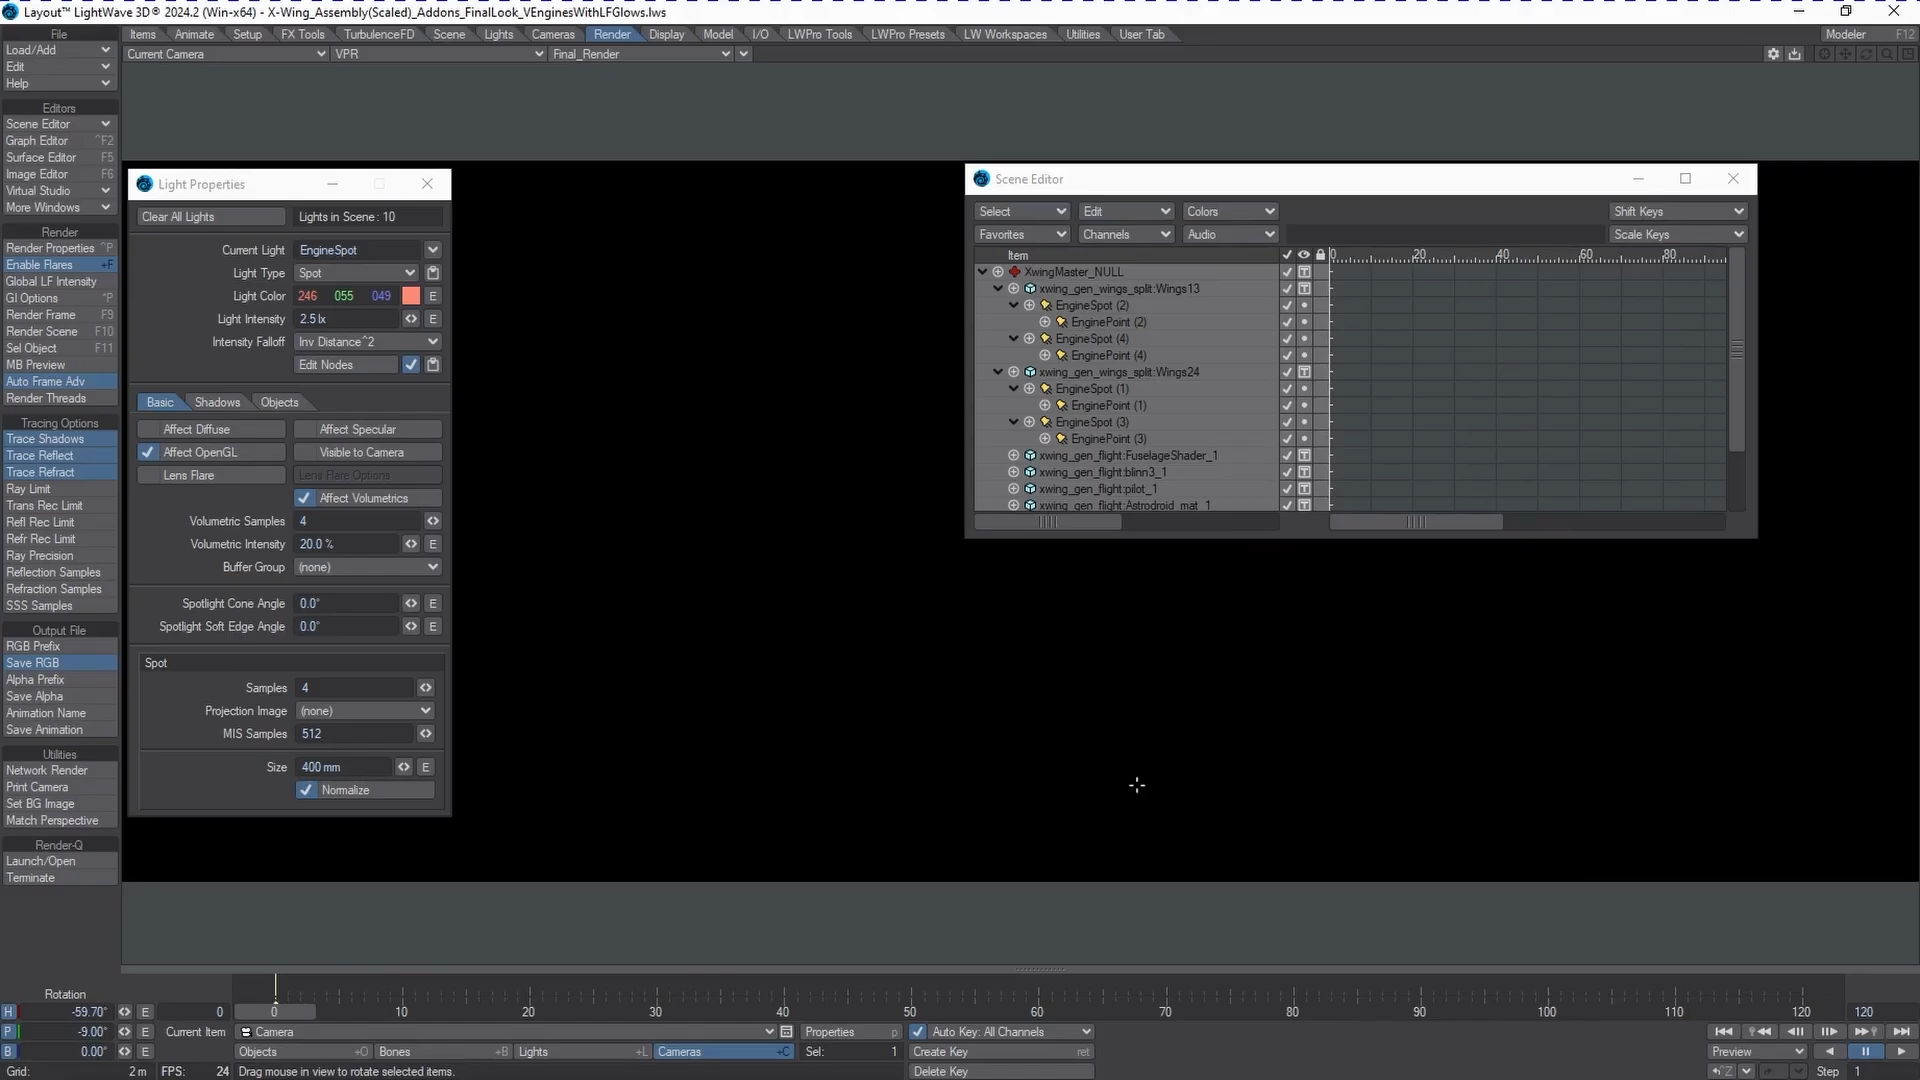 Layout™ LightWave 3D® 2024.2 (Win-x64) - X-Wing_Assembly(Scaled)_Addons_FinalLook_VEnginesWithLFGlows.lws
File Items Animate Setup FX Tools TurbulenceFD Scene Lights Cameras Render Display Model I/O LWPro Tools LWPro Presets LW Workspaces Utilities User Tab Modeler F12
Load/Add
Current Camera VPR Final_Render
Edit
Help
Editors
Scene Editor
Graph Editor ^F2
Surface Editor F5
Image Editor F6
Virtual Studio
More Windows
Render
Render Properties ^P
Enable Flares +F
Global LF Intensity
GI Options *P
Render Frame F9
Render Scene F10
Sel Object F11
MB Preview
Auto Frame Adv
Render Threads
Tracing Options
Trace Shadows
Trace Reflect
Trace Refract
Ray Limit
Trans Rec Limit
Refl Rec Limit
Refr Rec Limit
Ray Precision
Reflection Samples
Refraction Samples
SSS Samples
Output File
RGB Prefix
Save RGB
Alpha Prefix
Save Alpha
Animation Name
Save Animation
Utilities
Network Render
Print Camera
Set BG Image
Match Perspective
Render-Q
Launch/Open
Terminate
Light Properties
Clear All Lights Lights in Scene: 10
Current Light EngineSpot
Light Type Spot
Light Color 246 055 049 E
Light Intensity 2.5 lx E
Intensity Falloff Inv Distance^2
Edit Nodes
Basic Shadows Objects
Affect Diffuse Affect Specular
Affect OpenGL Visible to Camera
Lens Flare Lens Flare Options
Affect Volumetrics
Volumetric Samples 4
Volumetric Intensity 20.0 % E
Buffer Group (none)
Spotlight Cone Angle 0.0° E
Spotlight Soft Edge Angle 0.0° E
Spot
Samples 4
Projection Image (none)
MIS Samples 512
Size 400 mm E
Normalize
Scene Editor
Select Edit Colors Shift Keys
Favorites Channels Audio Scale Keys
Item 0 20 40 60 80
XwingMaster_NULL T
xwing_gen_wings_split:Wings13 T
EngineSpot (2)
EnginePoint (2)
EngineSpot (4)
EnginePoint (4)
xwing_gen_wings_split:Wings24 T
EngineSpot (1)
EnginePoint (1)
EngineSpot (3)
EnginePoint (3)
xwing_gen_flight:FuselageShader_1 T
xwing_gen_flight:blinn3_1 T
xwing_gen_flight:pilot_1 T
xwing_gen_flight:Astrodroid_mat_1 T
Rotation
H -59.70° E 0 0 10 20 30 40 50 60 70 80 90 100 110 120 120
P -9.00° E Current Item Camera Properties p Auto Key: All Channels
B 0.00° E Objects +O Bones +B Lights +L Cameras +C Sel: 1 Create Key ret Preview
Grid: 2 m FPS: 24 Drag mouse in view to rotate selected items. Delete Key ^Z Step 1